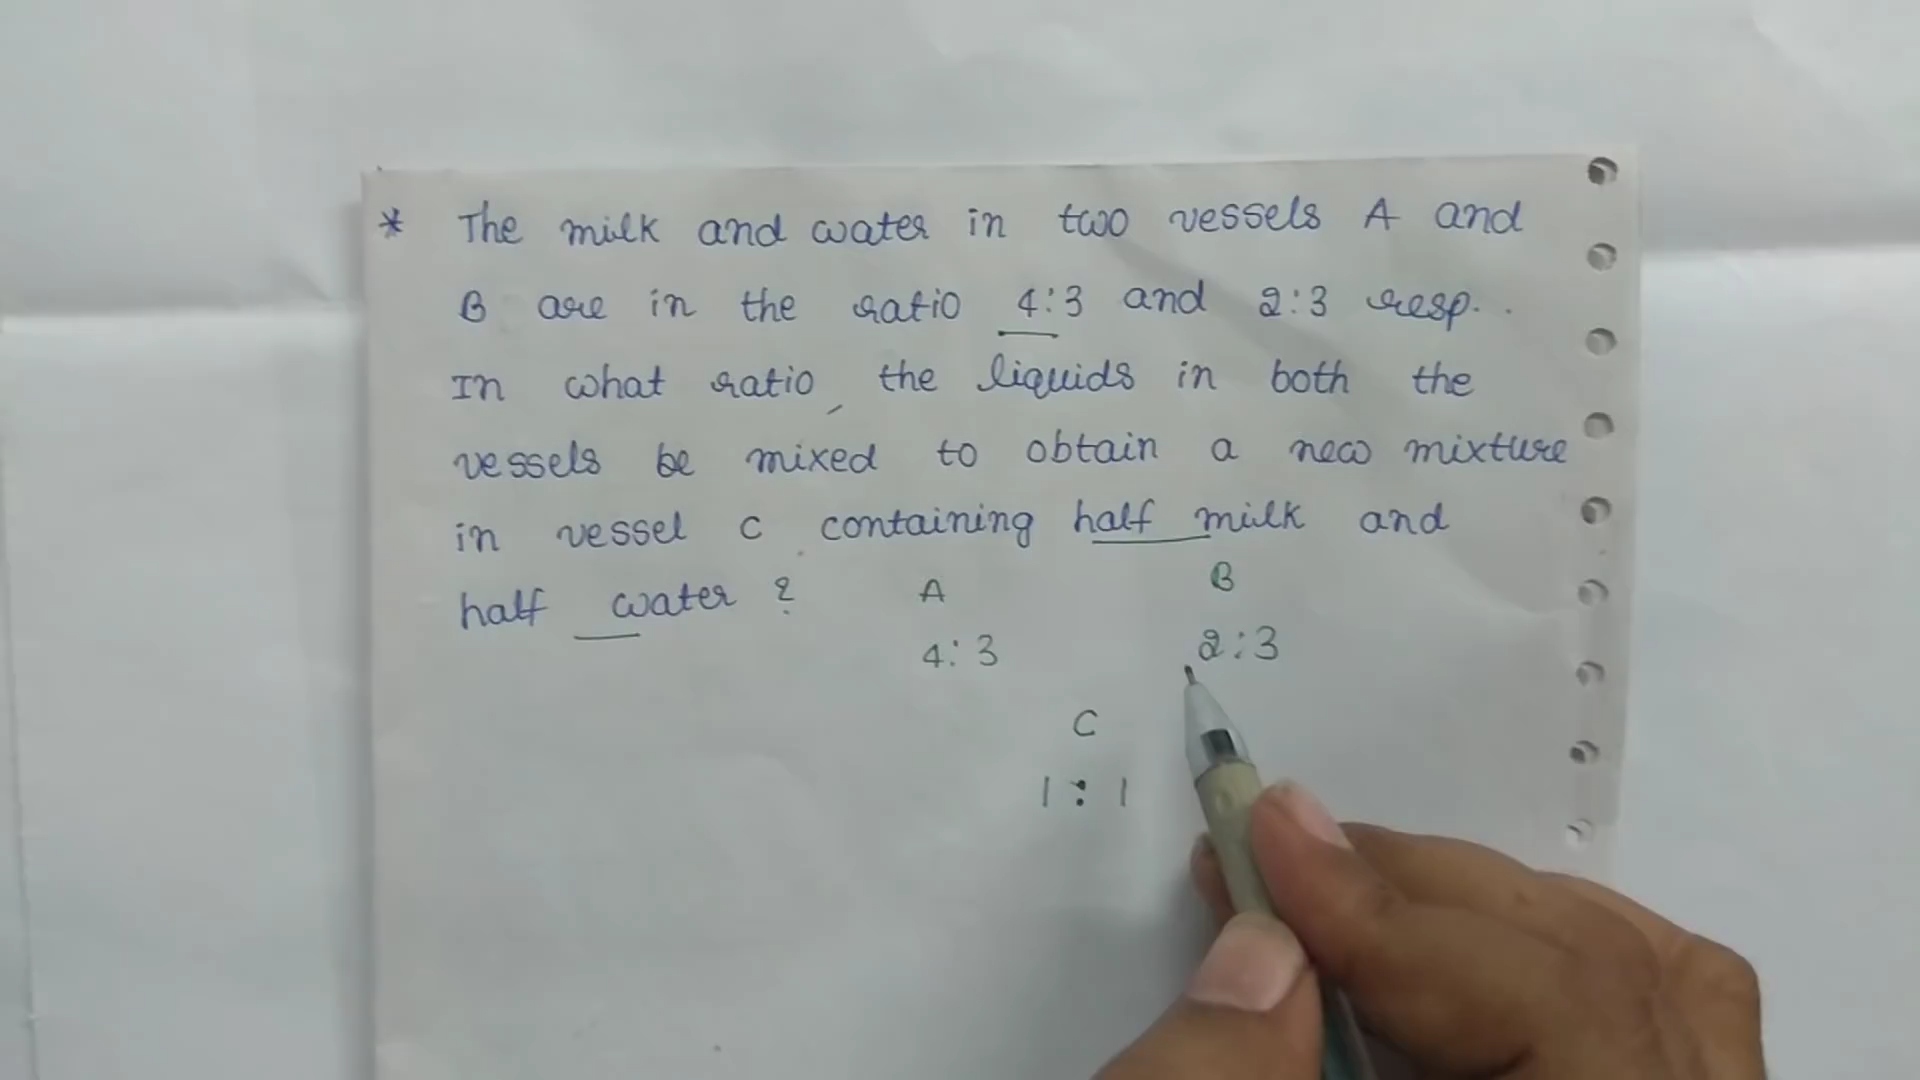 * The milk and water in two vessels A and
B are in the ratio 4:3 and 2:3 resp..
In what ratio, the liquids in both the
vessels be mixed to obtain a new mixture
in vessel C containing half milk and
half water?
A B
4:3 2:3
C
1:1